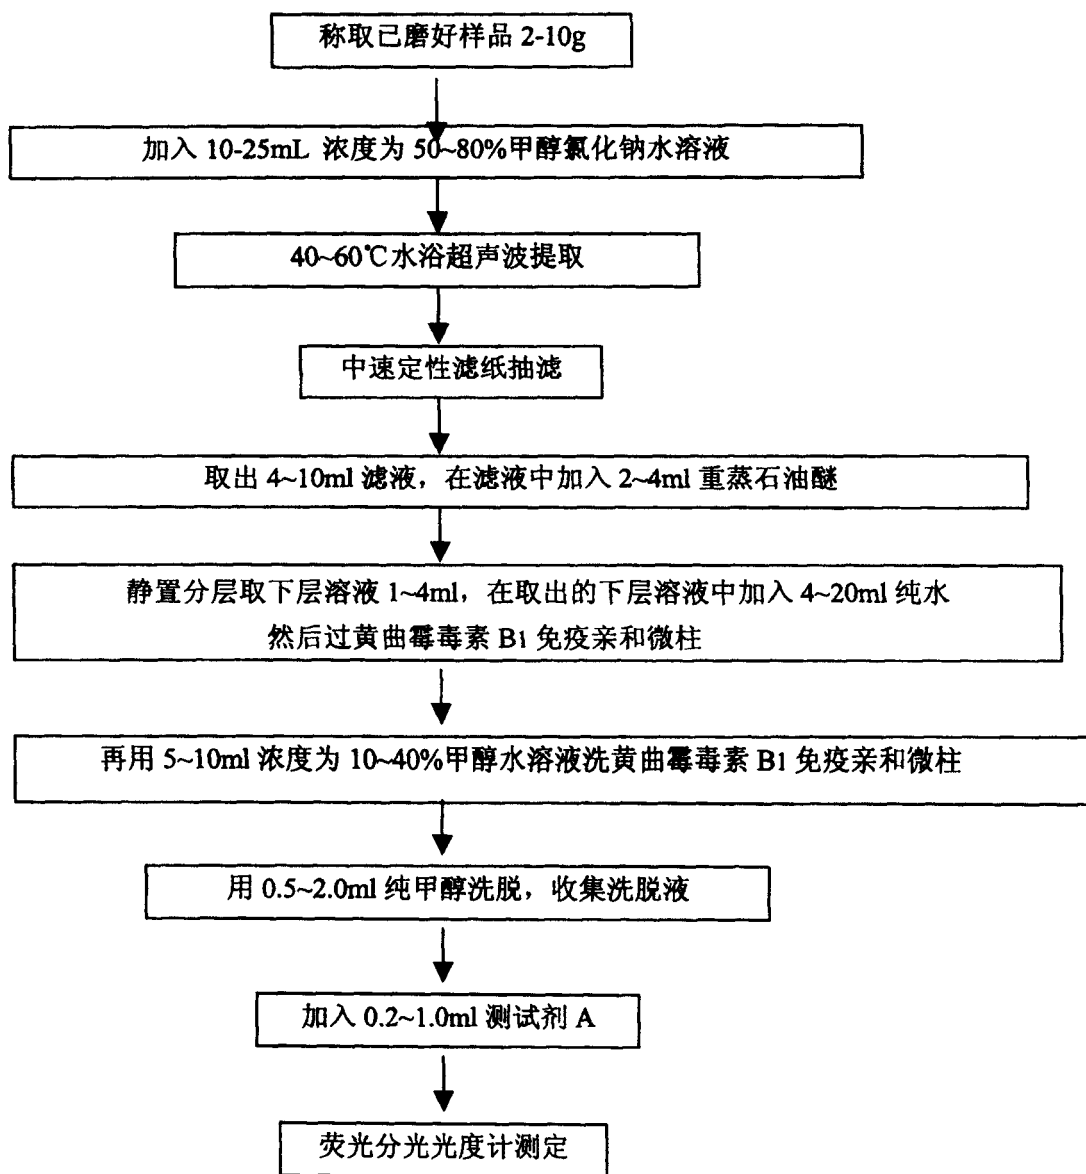 称取已磨好样品 2-10g
加入 10-25mL 浓度为 50~80%甲醇氯化钠水溶液
40~60℃水浴超声波提取
中速定性滤纸抽滤
取出 4~10ml 滤液，在滤液中加入 2~4ml 重蒸石油醚
静置分层取下层溶液 1~4ml，在取出的下层溶液中加入 4~20ml 纯水
然后过黄曲霉毒素 B1 免疫亲和微柱
再用 5~10ml 浓度为 10~40%甲醇水溶液洗黄曲霉毒素 B1 免疫亲和微柱
用 0.5~2.0ml 纯甲醇洗脱，收集洗脱液
加入 0.2~1.0ml 测试剂 A
荧光分光光度计测定